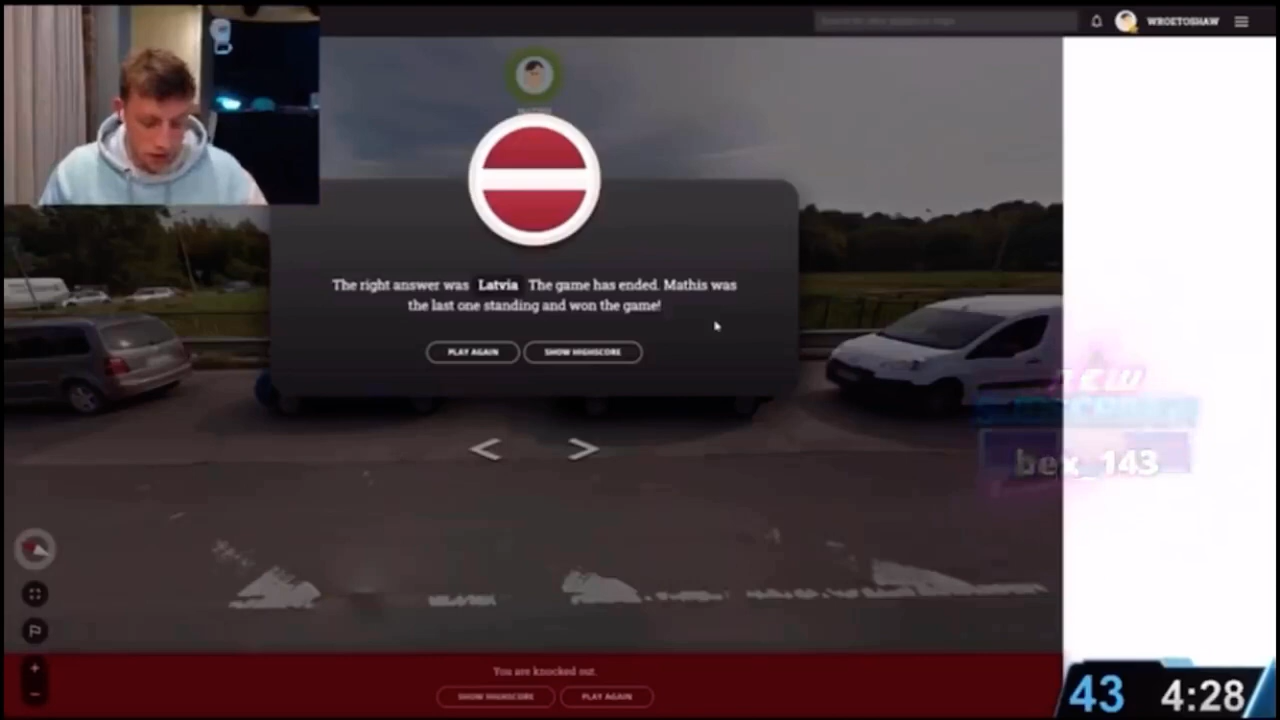 WROETOSHAW
The right answer was Latvia The game has ended. Mathis was
the last one standing and won the game!
PLAY AGAIN
SHOW HIGHSCORE
new
bex_143
You are knocked out.
SHOW HIGHSCORE
PLAY AGAIN
43
4:28